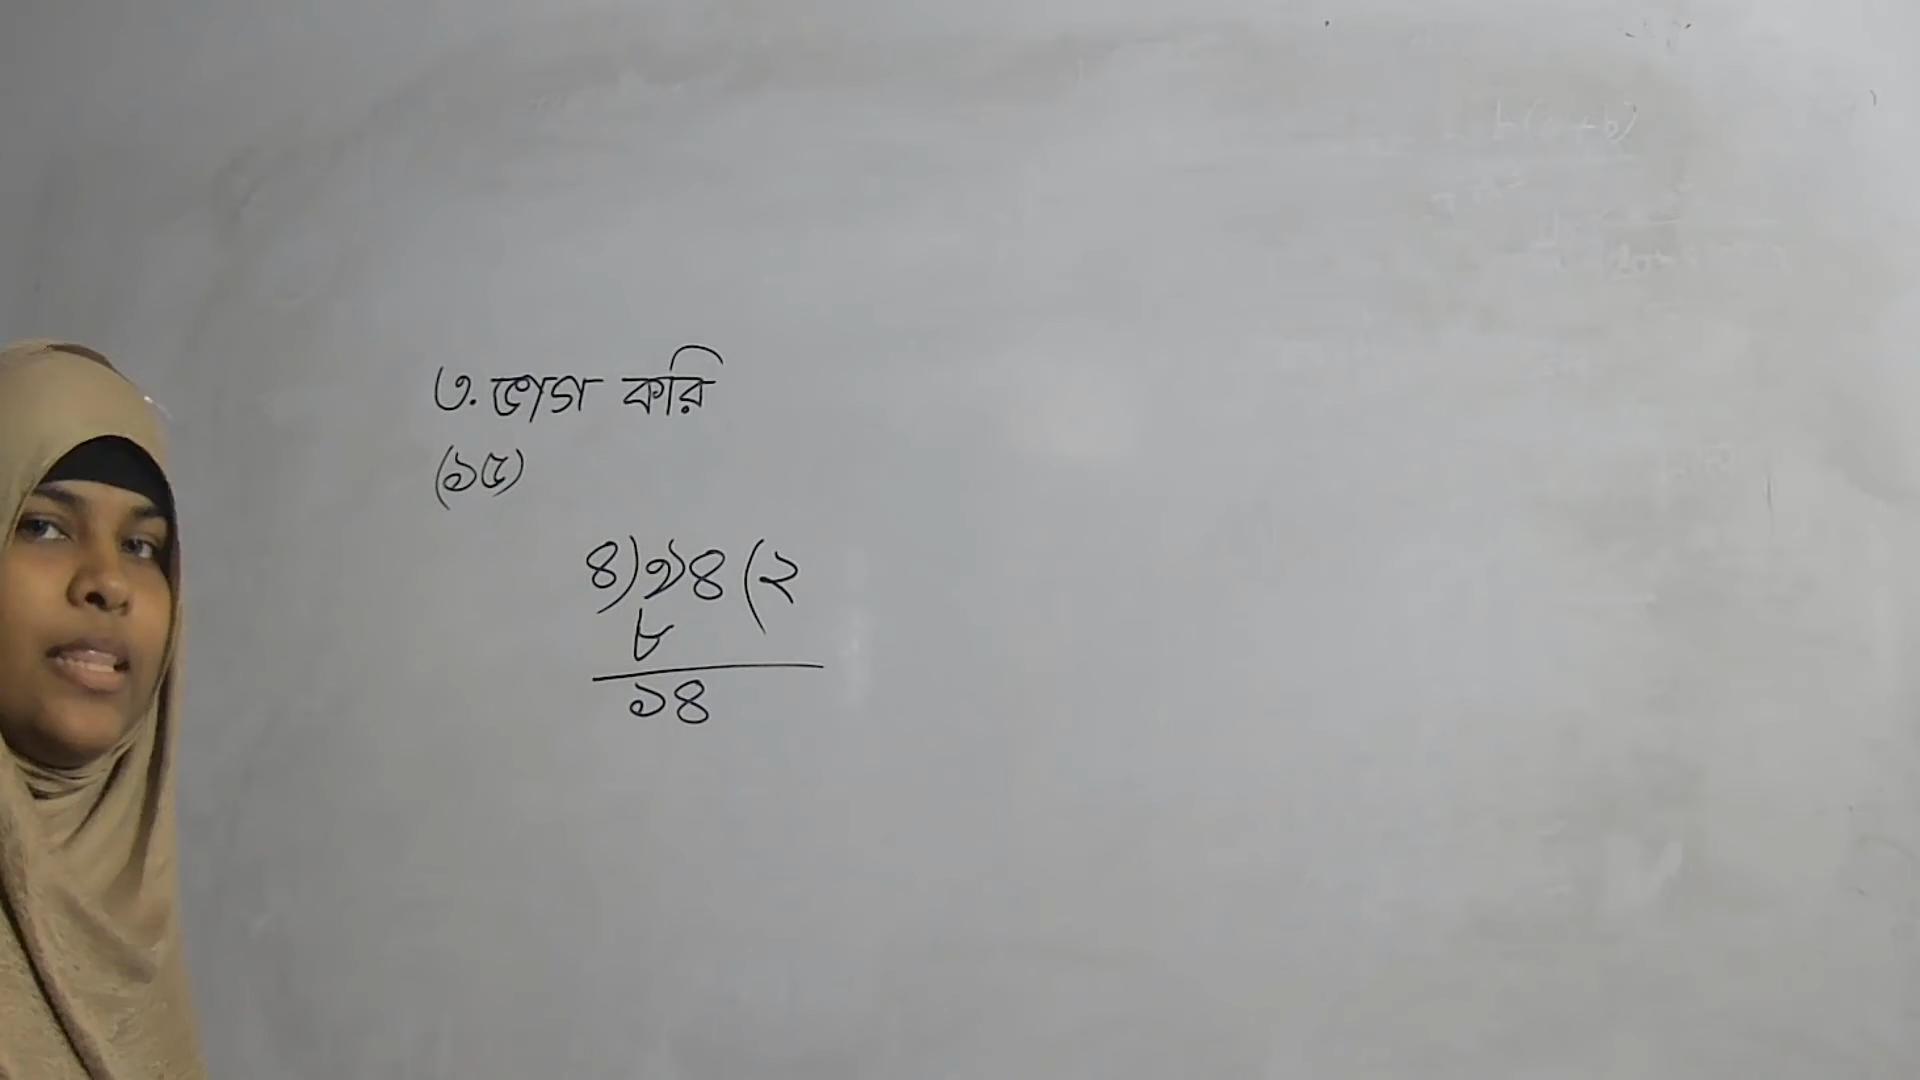 ৩. ভাগ করি
(১৫)
৪)৯৪(২
৮
১৪